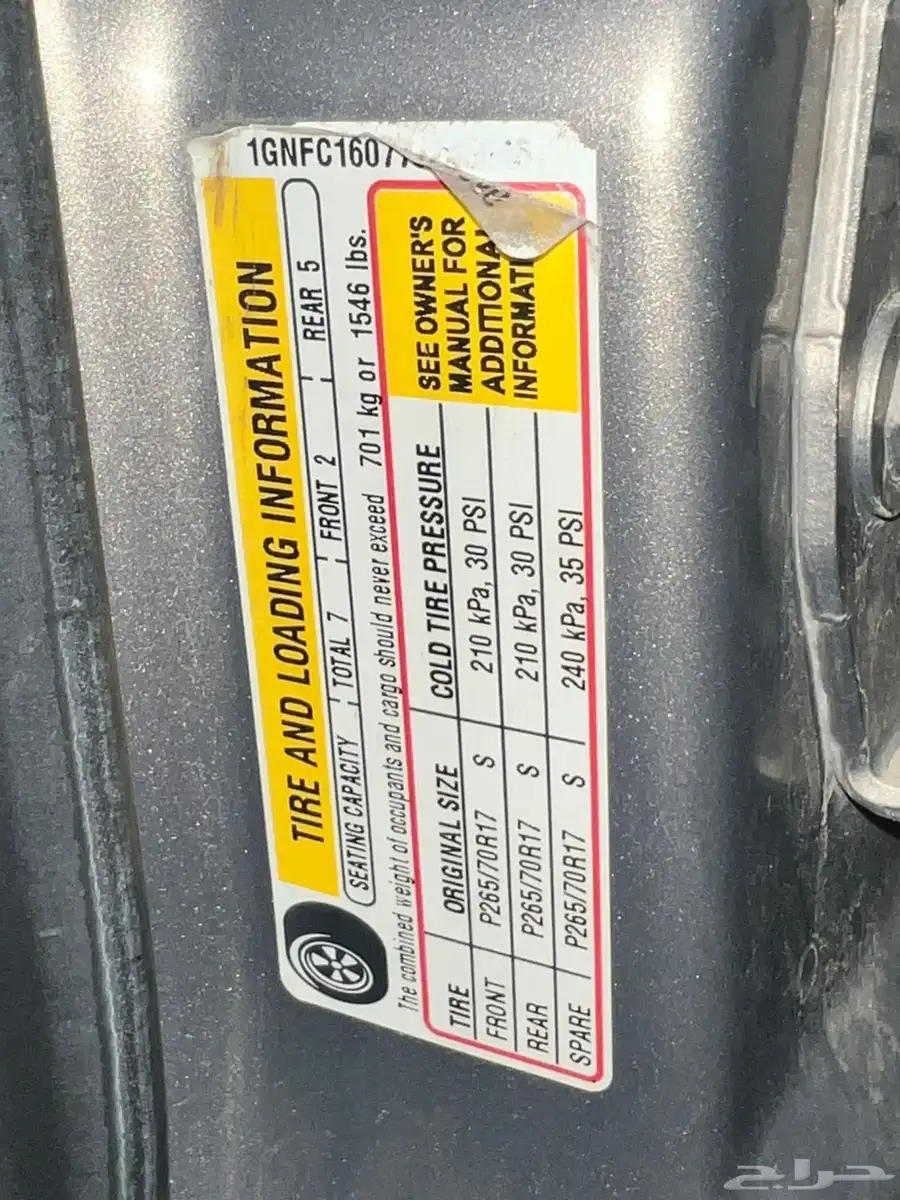 1GNFC1607
TIRE AND LOADING INFORMATION
SEATING CAPACITY TOTAL 7 FRONT 2 REAR 5
The combined weight of occupants and cargo should never exceed 701 kg or 1546 lbs.
TIRE ORIGINAL SIZE COLD TIRE PRESSURE
FRONT P265/70R17 S 210 kPa, 30 PSI
REAR P265/70R17 S 210 kPa, 30 PSI
SPARE P265/70R17 S 240 kPa, 35 PSI
SEE OWNER'S
MANUAL FOR
ADDITIONA
INFORMATI
حراج